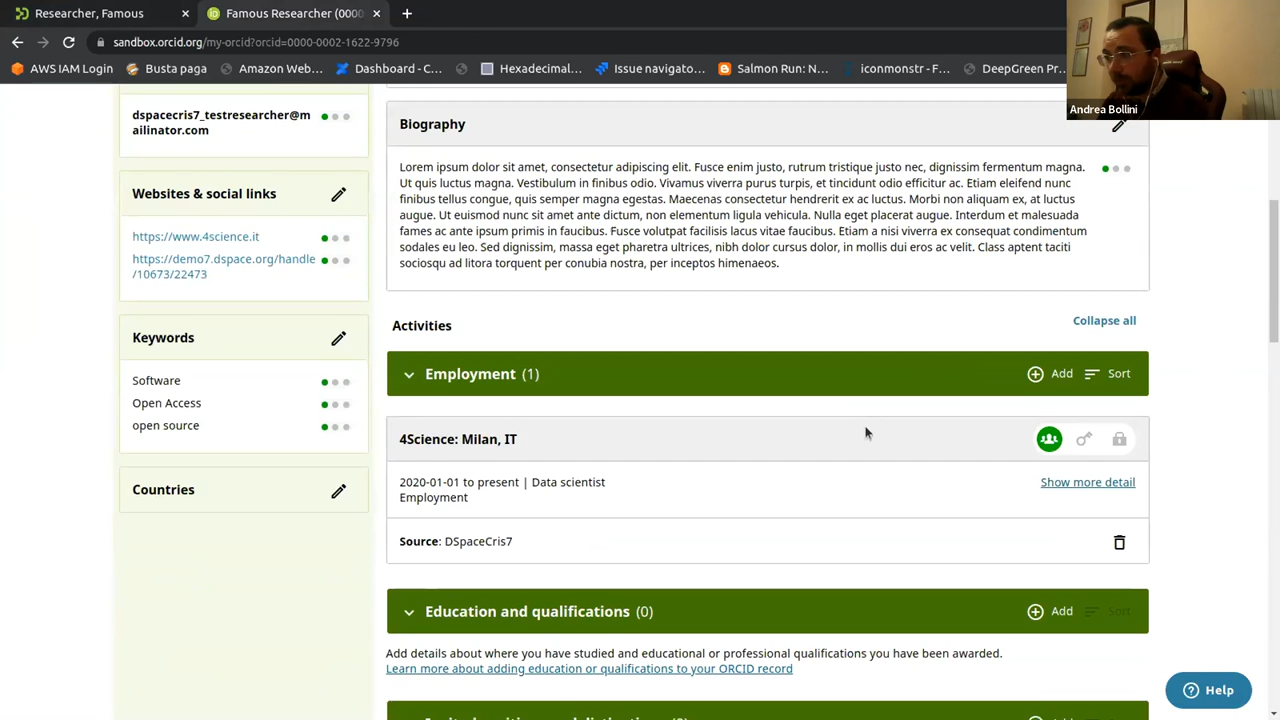 Researcher, Famous
Famous Researcher (0000
sandbox.orcid.org/my-orcid?orcid=0000-0002-1622-9796
AWS IAM Login
Busta paga
Amazon Web...
Dashboard - C...
Hexadecimal...
Issue navigato...
Salmon Run: N...
iconmonstr - F...
DeepGreen Pr...
Andrea Bollini
dspacecris7_testresearcher@m
ailinator.com
Websites & social links
https://www.4science.it
https://demo7.dspace.org/handle
/10673/22473
Keywords
Software
Open Access
open source
Countries
Biography
Lorem ipsum dolor sit amet, consectetur adipiscing elit. Fusce enim justo, rutrum tristique justo nec, dignissim fermentum magna.
Ut quis luctus magna. Vestibulum in finibus odio. Vivamus viverra purus turpis, et tincidunt odio efficitur ac. Etiam eleifend nunc
finibus tellus congue, quis semper magna egestas. Maecenas consectetur hendrerit ex ac luctus. Morbi non aliquam ex, at luctus
augue. Ut euismod nunc sit amet ante dictum, non elementum ligula vehicula. Nulla eget placerat augue. Interdum et malesuada
fames ac ante ipsum primis in faucibus. Fusce volutpat facilisis luctus vitae faucibus. Etiam a nisi viverra ex consequat condimentum
sodales eu leo. Sed dignissim, massa eget pharetra ultrices, nibh dolor cursus dolor, in mollis dui eros ac velit. Class aptent taciti
sociosqu ad litora torquent per conubia nostra, per inceptos himenaeos.
Activities
Collapse all
Employment (1)
Add
Sort
4Science: Milan, IT
2020-01-01 to present | Data scientist
Employment
Show more detail
Source: DSpaceCris7
Education and qualifications (0)
Add
Sort
Add details about where you have studied and educational or professional qualifications you have been awarded.
Learn more about adding education or qualifications to your ORCID record
Help